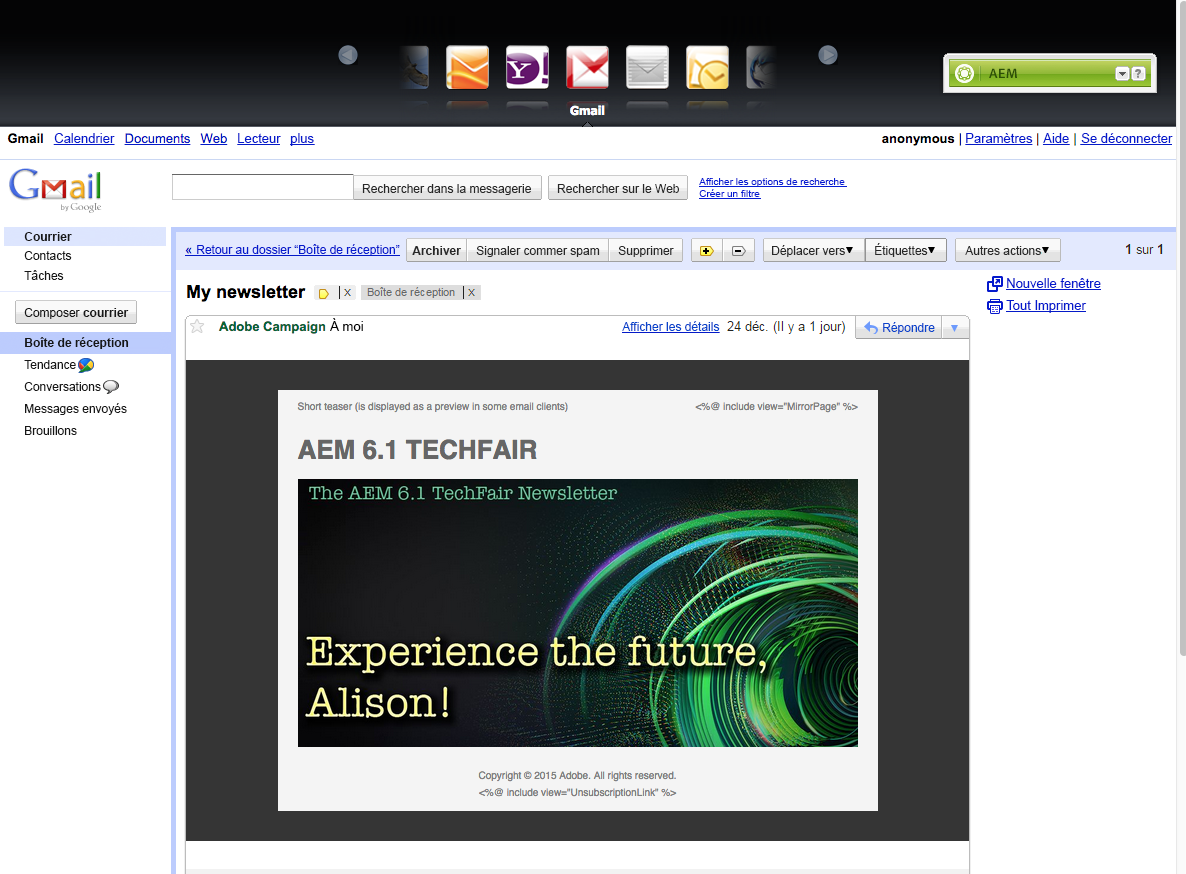 AEM
Gmail
Gmail Calendrier Documents Web Lecteur plus
anonymous | Paramètres | Aide | Se déconnecter
Gmail
by Google
Rechercher dans la messagerie
Rechercher sur le Web
Afficher les options de recherche
Créer un filtre
Courrier
Contacts
Tâches
Composer courrier
Boîte de réception
Tendance
Conversations
Messages envoyés
Brouillons
« Retour au dossier “Boîte de réception” Archiver Signaler commer spam Supprimer Déplacer vers▾ Étiquettes▾ Autres actions▾ 1 sur 1
My newsletter | X Boîte de réception | X
Nouvelle fenêtre
Tout Imprimer
Adobe Campaign À moi Afficher les détails 24 déc. (Il y a 1 jour) Répondre
Short teaser (is displayed as a preview in some email clients) <%@ include view="MirrorPage" %>
AEM 6.1 TECHFAIR
The AEM 6.1 TechFair Newsletter
Experience the future,
Alison!
Copyright © 2015 Adobe. All rights reserved.
<%@ include view="UnsubscriptionLink" %>